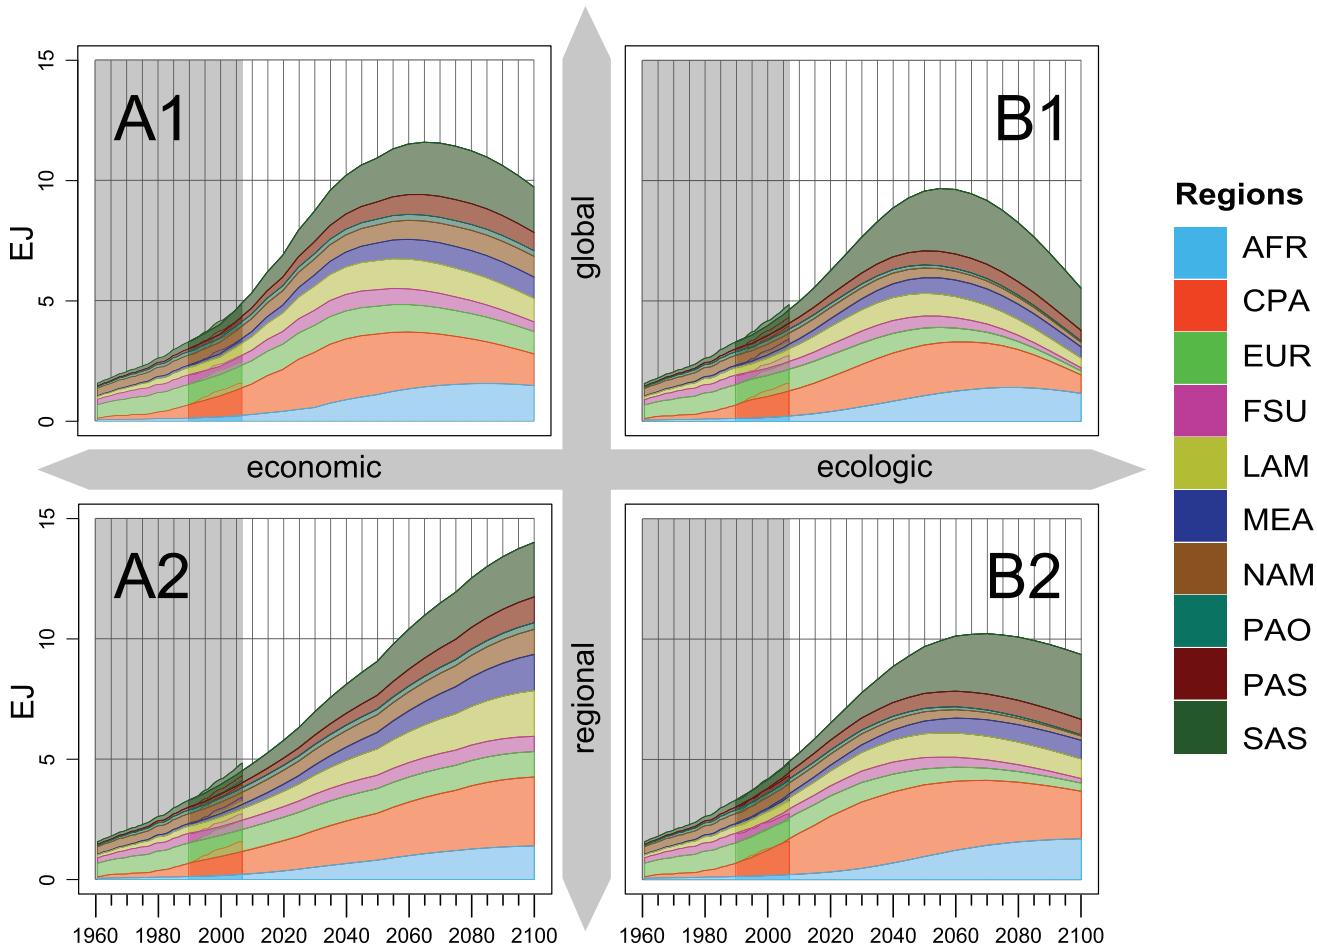 A1
15
10
5
0
EJ
B1
global
economic
ecologic
regional
A2
15
10
5
0
EJ
1960 1980 2000 2020 2040 2060 2080 2100
B2
1960 1980 2000 2020 2040 2060 2080 2100
Regions
AFR
CPA
EUR
FSU
LAM
MEA
NAM
PAO
PAS
SAS